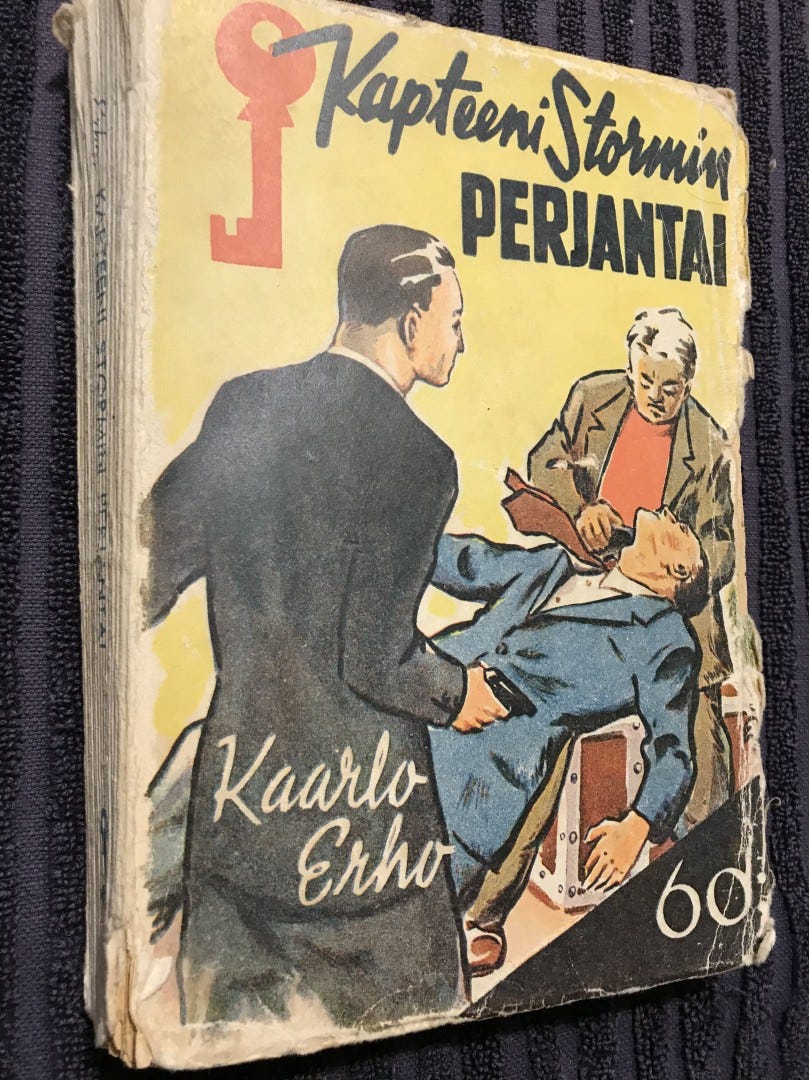 Kapteeni Stormin
PERJANTAI
Kaarlo
Erho
60:
KAPTEENI STORMIN PERJANTAI